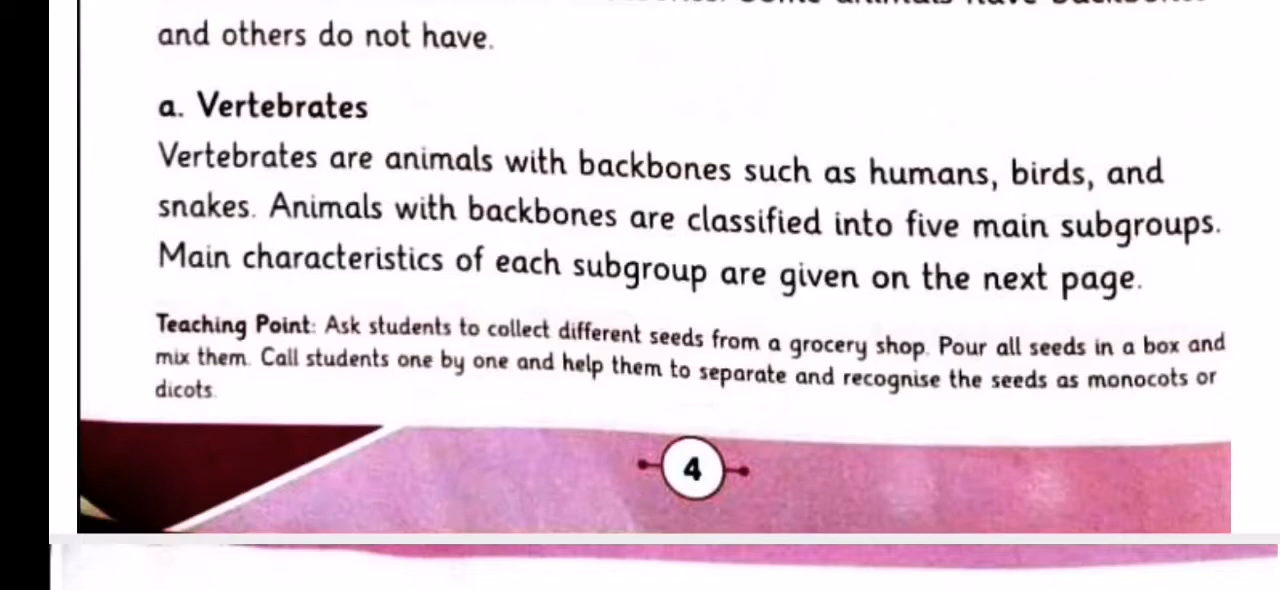 and others do not have.
a. Vertebrates
Vertebrates are animals with backbones such as humans, birds, and
snakes. Animals with backbones are classified into five main subgroups.
Main characteristics of each subgroup are given on the next page.
Teaching Point: Ask students to collect different seeds from a grocery shop. Pour all seeds in a box and
mix them. Call students one by one and help them to separate and recognise the seeds as monocots or
dicots.
4